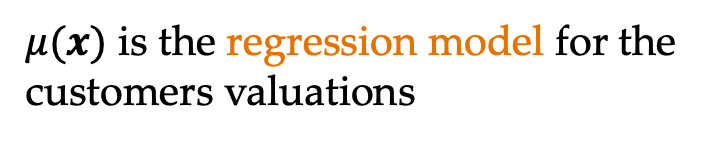 μ(x) is the regression model for the
customers valuations